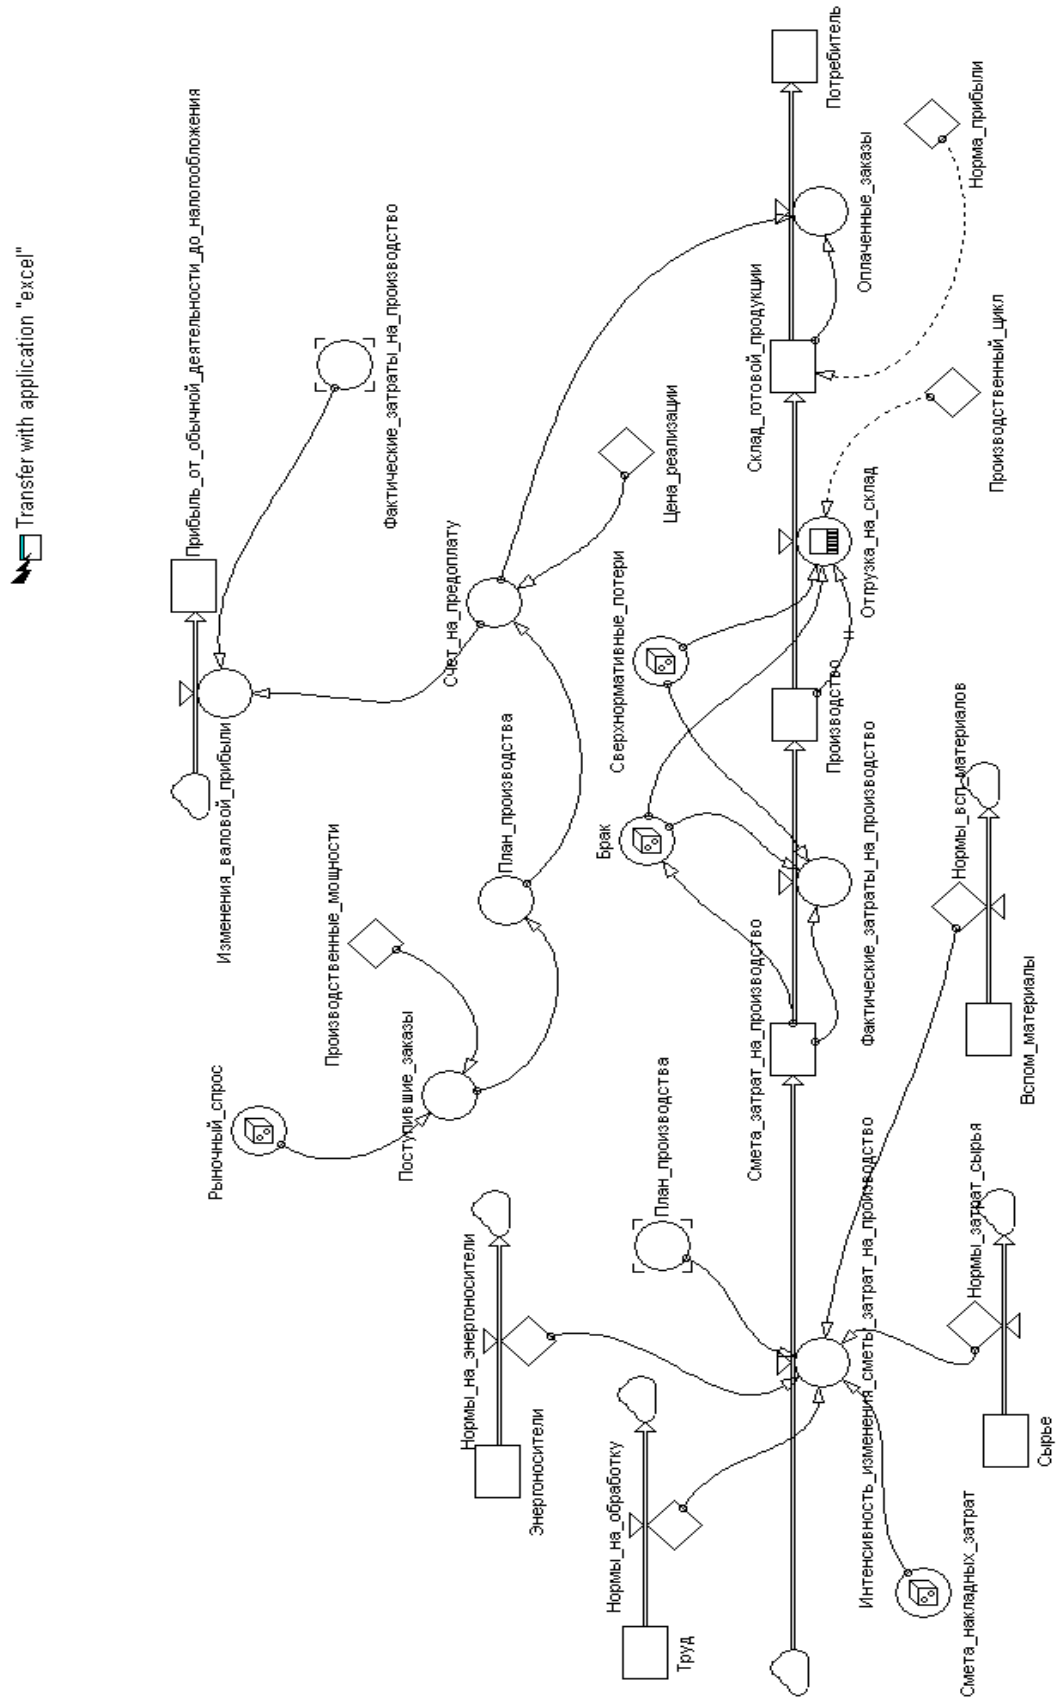 Transfer with application "excel"
Прибыль_от_обычной_деятельности_до_налогообложения
Изменения_валовой_прибыли
Фактические_затраты_на_производство
Рыночный_спрос
Производственные_мощности
Поступившие_заказы
План_производства
Счет_на_предоплату
Цена_реализации
Нормы_на_энергоносители
Энергоносители
Нормы_на_обработку
Труд
План_производства
Брак
Сверхнормативные_потери
Смета_затрат_на_производство
Склад_готовой_продукции
Потребитель
Производство
Интенсивность_изменения_сметы_затрат_на_производство
Фактические_затраты_на_производство
Отгрузка_на_склад
Оплаченные_заказы
Смета_накладных_затрат
Нормы_затрат_сырья
Сырье
Нормы_всп_материалов
Вспом_материалы
Производственный_цикл
Норма_прибыли